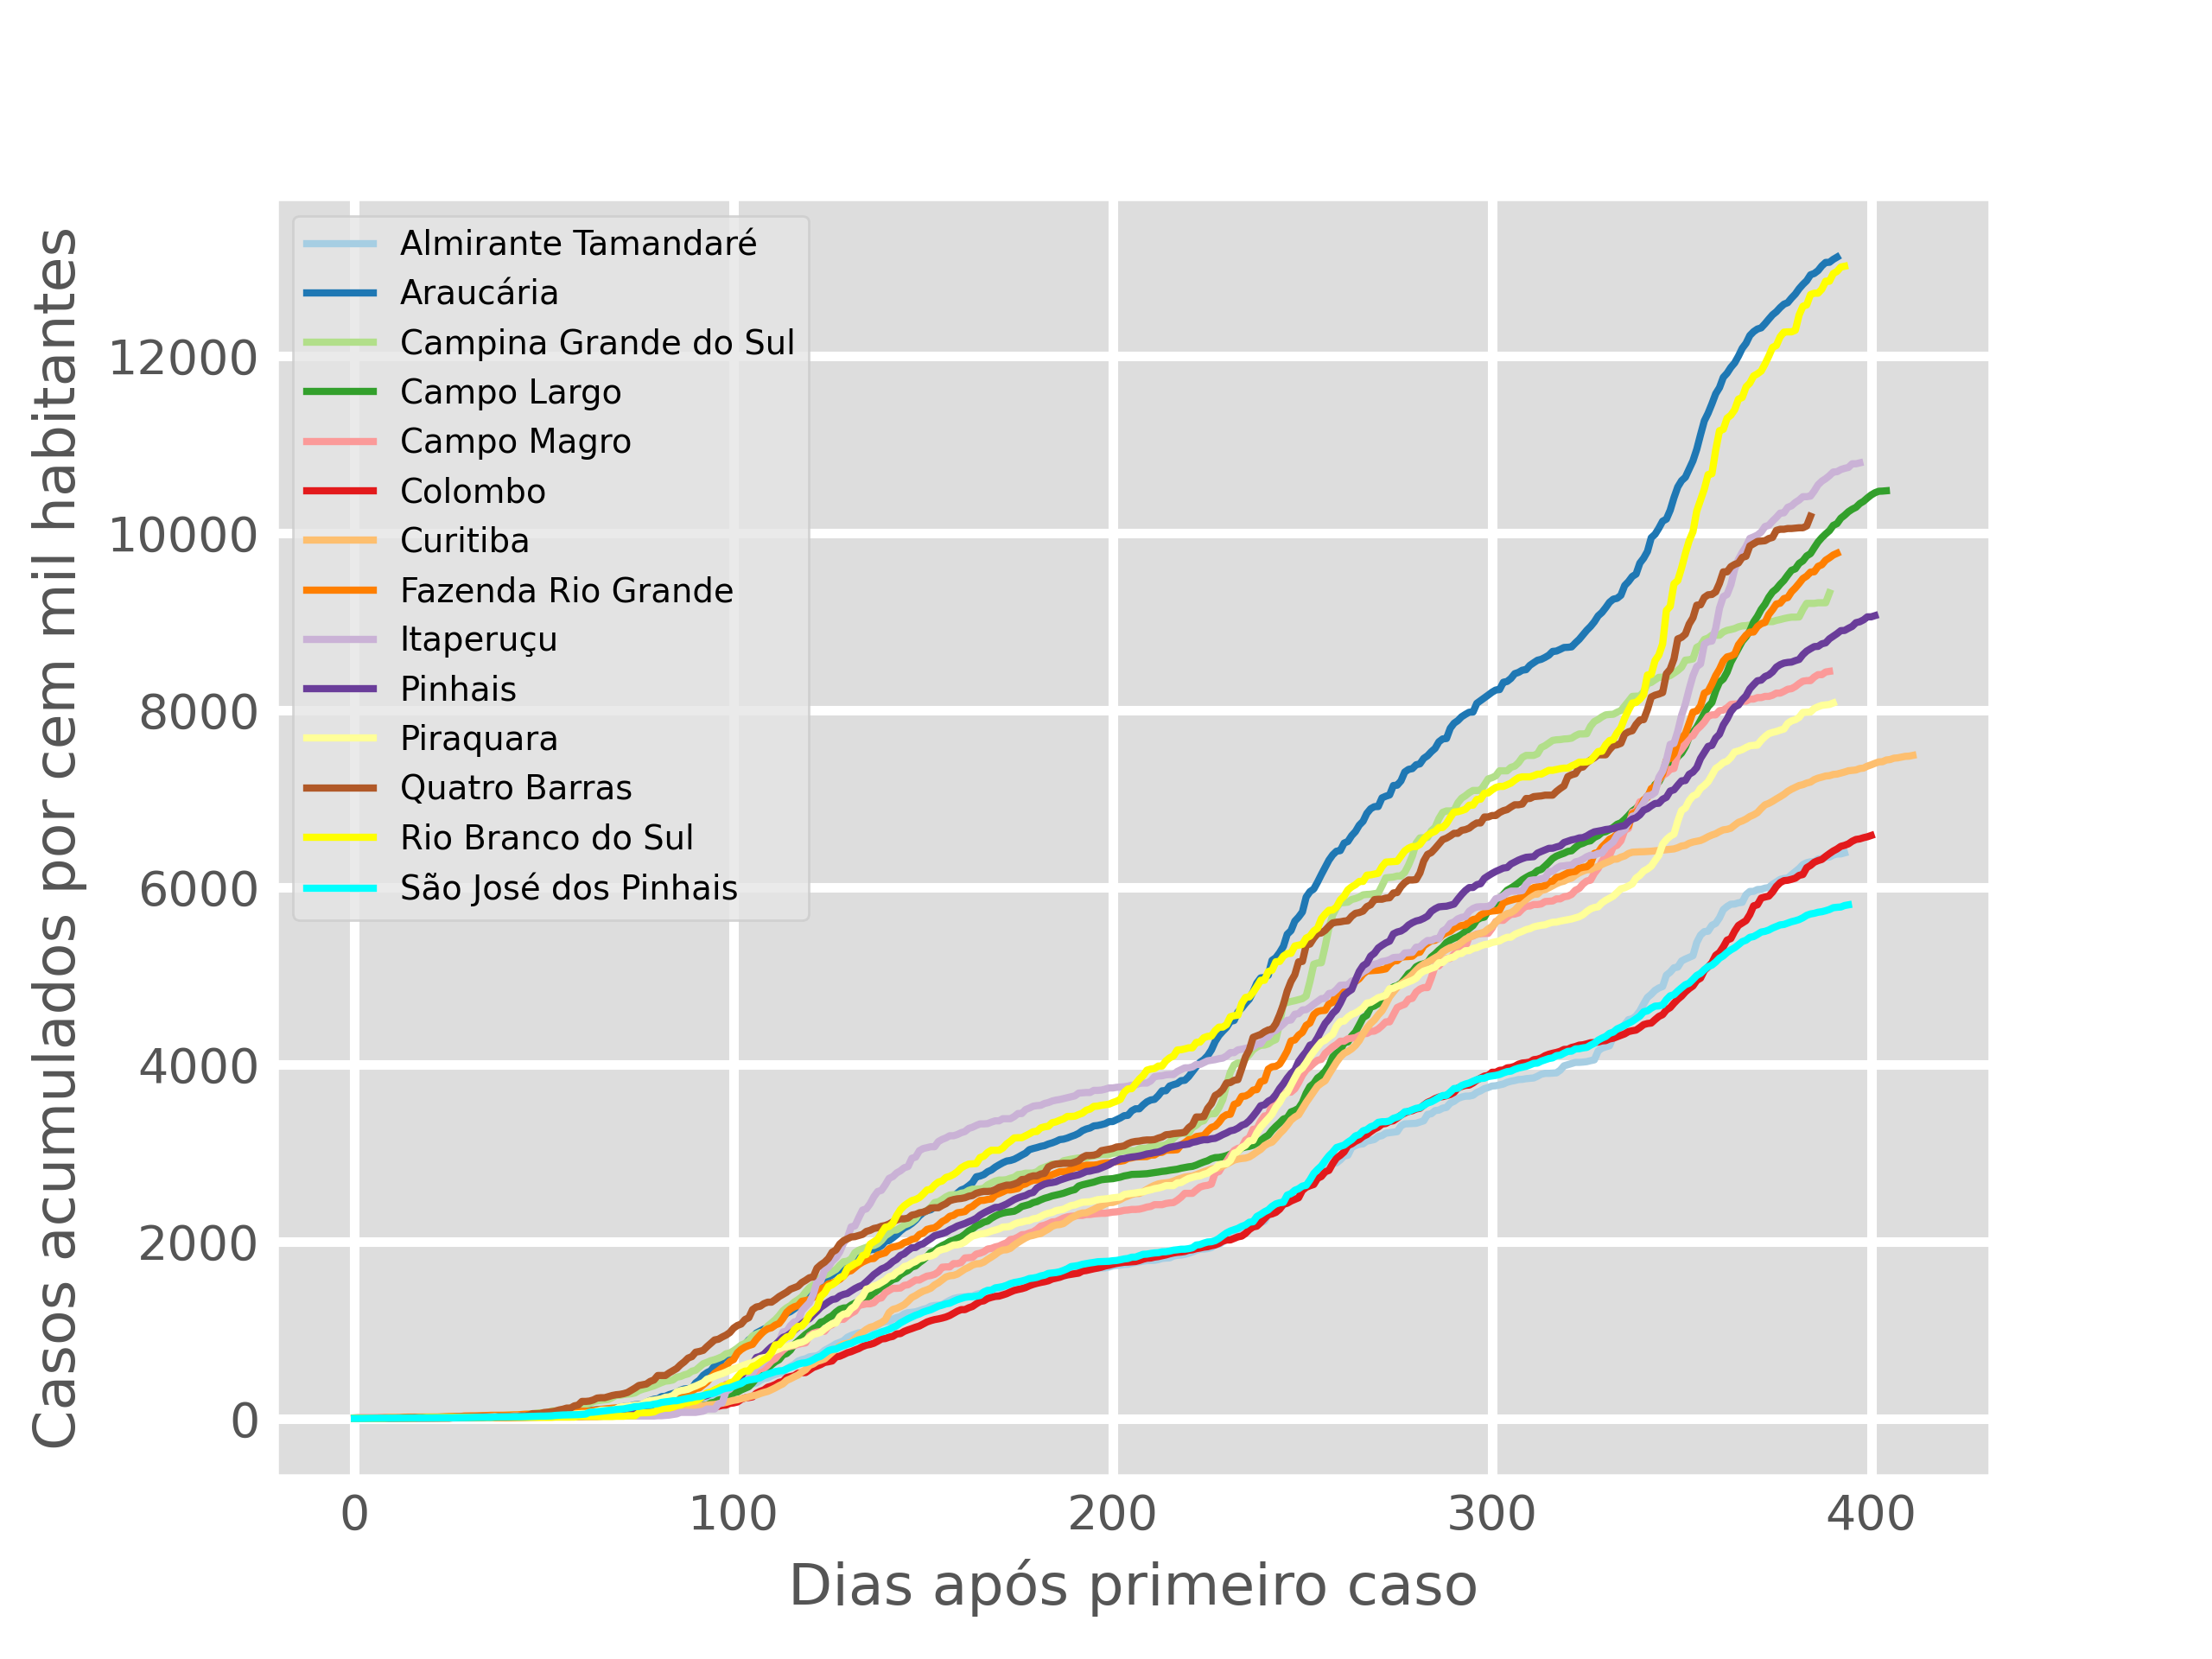 Casos acumulados por cem mil habitantes
12000
10000
8000
6000
4000
2000
0
Almirante Tamandaré
Araucária
Campina Grande do Sul
Campo Largo
Campo Magro
Colombo
Curitiba
Fazenda Rio Grande
Itaperuçu
Pinhais
Piraquara
Quatro Barras
Rio Branco do Sul
São José dos Pinhais
0 100 200 300 400
Dias após primeiro caso